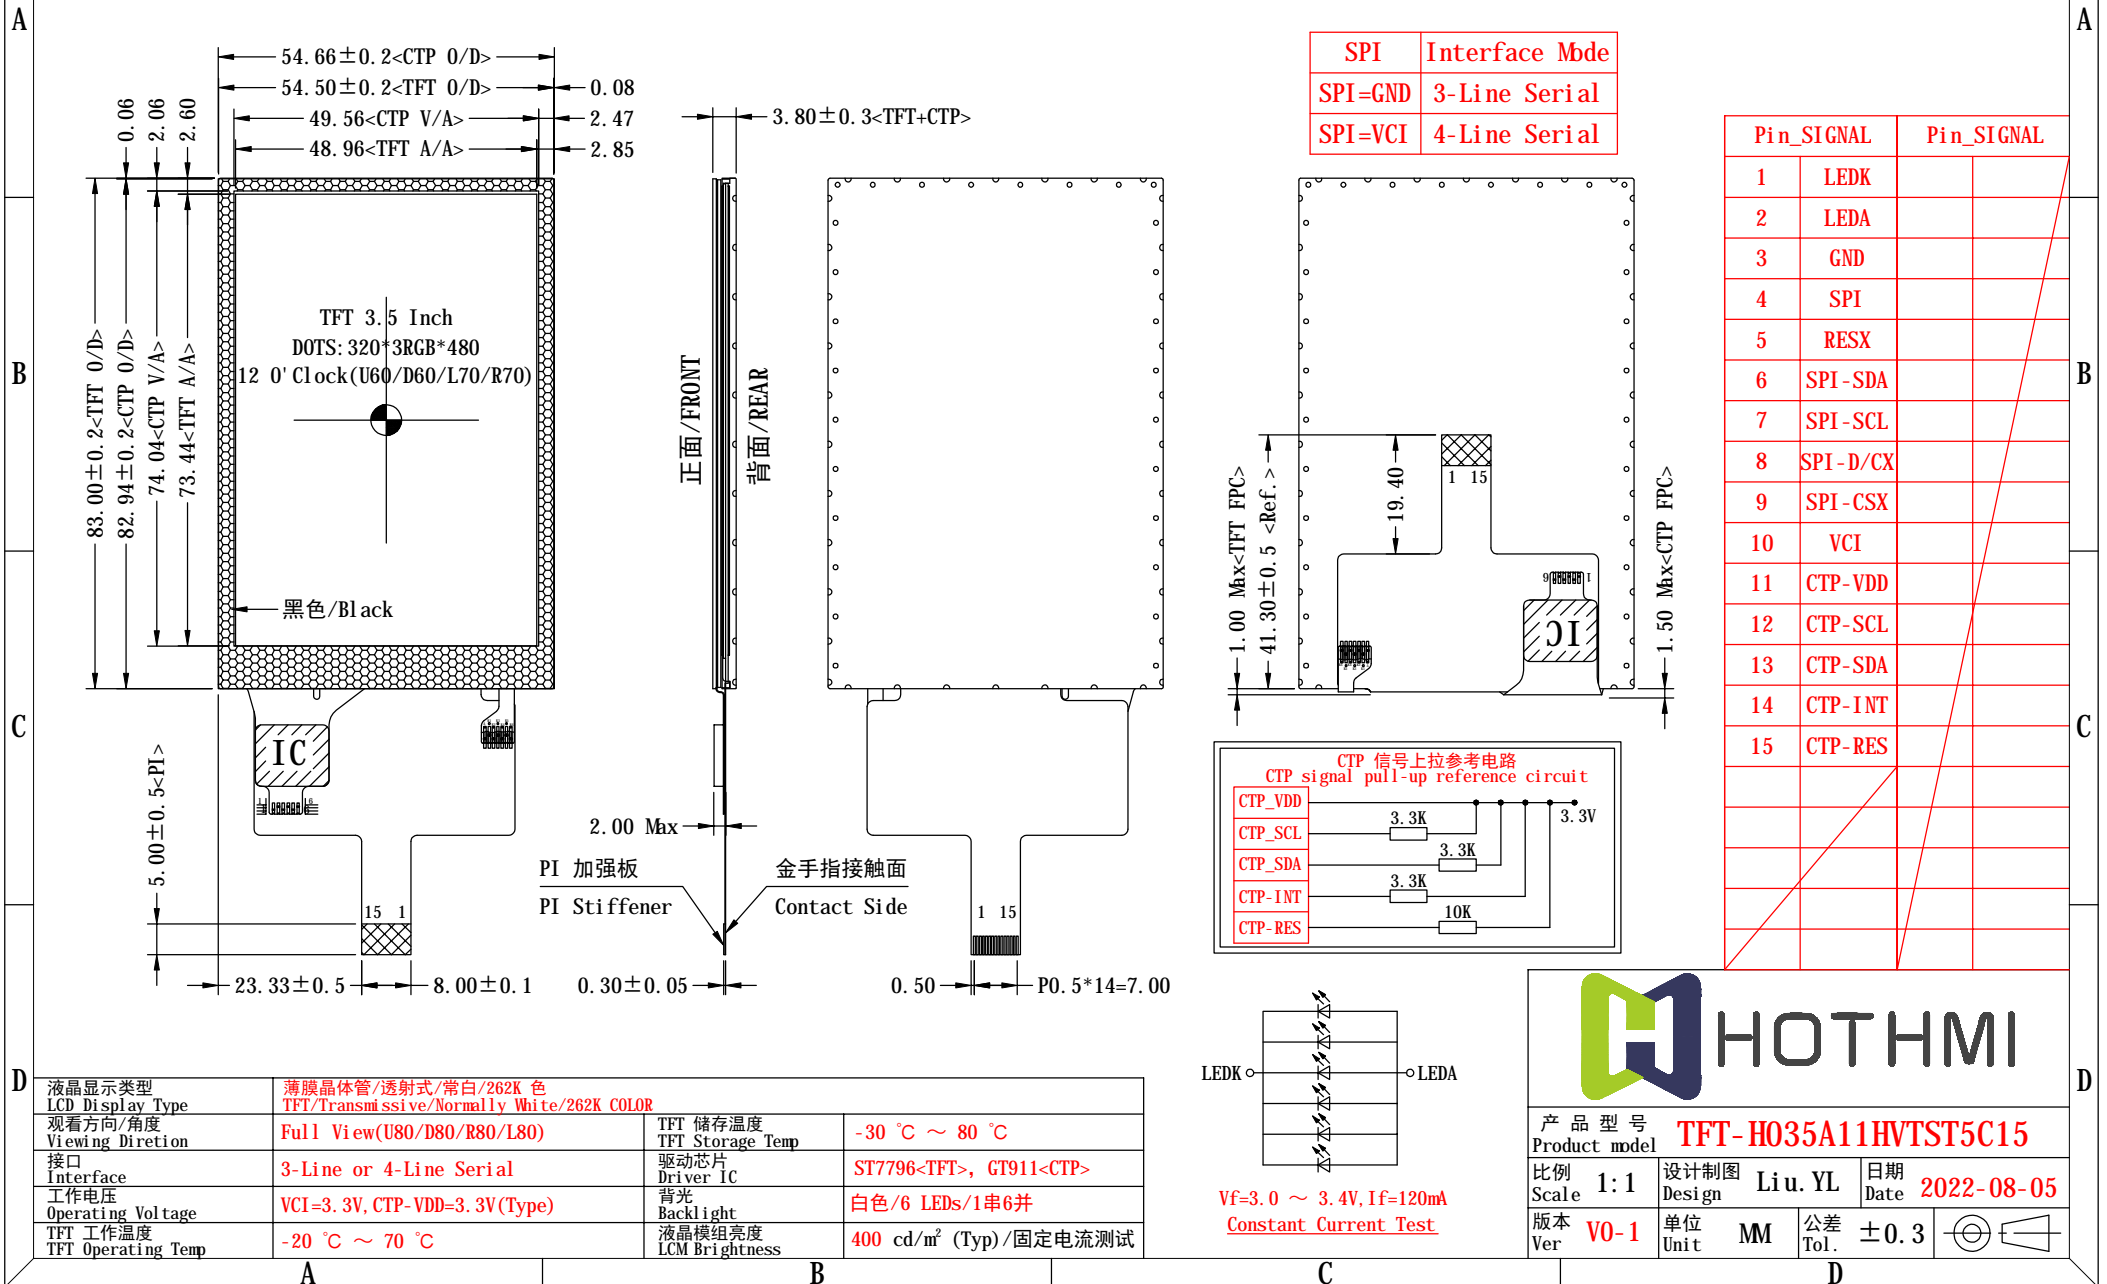 A
A
B
B
C
C
D
D
A
B
C
D
54.66±0.2<CTP O/D>
54.50±0.2<TFT O/D>
0.08
49.56<CTP V/A>
2.47
48.96<TFT A/A>
2.85
0.06
2.06
2.60
83.00±0.2<TFT O/D>
82.94±0.2<CTP O/D>
74.04<CTP V/A>
73.44<TFT A/A>
TFT 3.5 Inch
DOTS:320*3RGB*480
12 O'Clock(U60/D60/L70/R70)
黑色/Black
IC
5.00±0.5<PI>
15 1
23.33±0.5
8.00±0.1
3.80±0.3<TFT+CTP>
正面/FRONT
背面/REAR
2.00 Max
PI 加强板
PI Stiffener
金手指接触面
Contact Side
0.30±0.05
1 15
0.50
P0.5*14=7.00
SPI Interface Mode
SPI=GND 3-Line Serial
SPI=VCI 4-Line Serial
1.00 Max<TFT FPC>
41.30±0.5 <Ref.>
19.40
1 15
6 1
IC
1.50 Max<CTP FPC>
CTP 信号上拉参考电路
CTP signal pull-up reference circuit
CTP_VDD
3.3V
CTP_SCL 3.3K
CTP_SDA 3.3K
CTP-INT 3.3K
CTP-RES 10K
LEDK
LEDA
Vf=3.0 ～ 3.4V,If=120mA
Constant Current Test
Pin_SIGNAL Pin_SIGNAL
1 LEDK
2 LEDA
3 GND
4 SPI
5 RESX
6 SPI-SDA
7 SPI-SCL
8 SPI-D/CX
9 SPI-CSX
10 VCI
11 CTP-VDD
12 CTP-SCL
13 CTP-SDA
14 CTP-INT
15 CTP-RES
液晶显示类型
LCD Display Type
薄膜晶体管/透射式/常白/262K 色
TFT/Transmissive/Normally White/262K COLOR
观看方向/角度
Viewing Diretion
Full View(U80/D80/R80/L80)
TFT 储存温度
TFT Storage Temp
-30 ℃ ～ 80 ℃
接口
Interface
3-Line or 4-Line Serial
驱动芯片
Driver IC
ST7796<TFT>, GT911<CTP>
工作电压
Operating Voltage
VCI=3.3V,CTP-VDD=3.3V(Type)
背光
Backlight
白色/6 LEDs/1串6并
TFT 工作温度
TFT Operating Temp
-20 ℃ ～ 70 ℃
液晶模组亮度
LCM Brightness
400 cd/m² (Typ)/固定电流测试
HOTHMI
产品型号
Product model
TFT-H035A11HVTST5C15
比例
Scale
1:1
设计制图
Design
Liu.YL
日期
Date
2022-08-05
版本
Ver
V0-1
单位
Unit
MM
公差
Tol.
±0.3